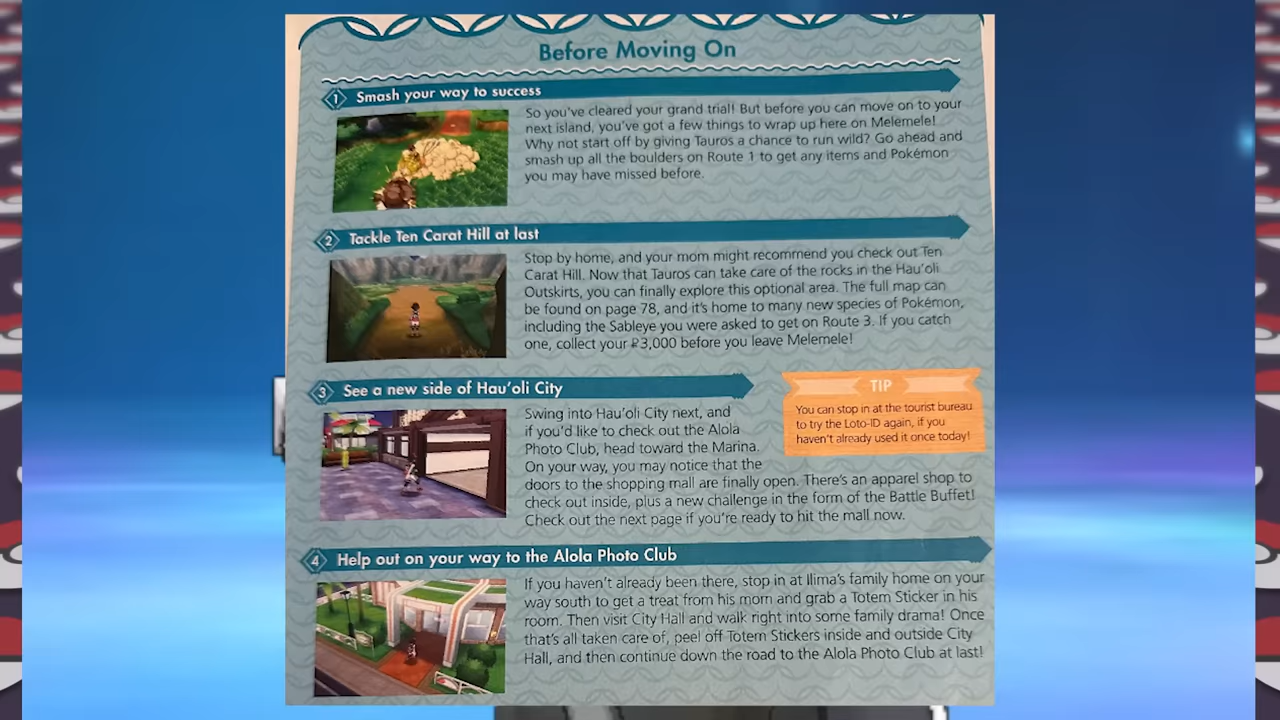 Before Moving On
1 Smash your way to success
So you've cleared your grand trial! But before you can move on to your
next island, you've got a few things to wrap up here on Melemele!
Why not start off by giving Tauros a chance to run wild? Go ahead and
smash up all the boulders on Route 1 to get any items and Pokémon
you may have missed before.
2 Tackle Ten Carat Hill at last
Stop by home, and your mom might recommend you check out Ten
Carat Hill. Now that Tauros can take care of the rocks in the Hau'oli
Outskirts, you can finally explore this optional area. The full map can
be found on page 78, and it's home to many new species of Pokémon,
including the Sableye you were asked to get on Route 3. If you catch
one, collect your ₽3,000 before you leave Melemele!
3 See a new side of Hau'oli City
Swing into Hau'oli City next, and
if you'd like to check out the Alola
Photo Club, head toward the Marina.
On your way, you may notice that the
doors to the shopping mall are finally open. There's an apparel shop to
check out inside, plus a new challenge in the form of the Battle Buffet!
Check out the next page if you're ready to hit the mall now.
TIP
You can stop in at the tourist bureau
to try the Loto-ID again, if you
haven't already used it once today!
4 Help out on your way to the Alola Photo Club
If you haven't already been there, stop in at Ilima's family home on your
way south to get a treat from his mom and grab a Totem Sticker in his
room. Then visit City Hall and walk right into some family drama! Once
that's all taken care of, peel off Totem Stickers inside and outside City
Hall, and then continue down the road to the Alola Photo Club at last!